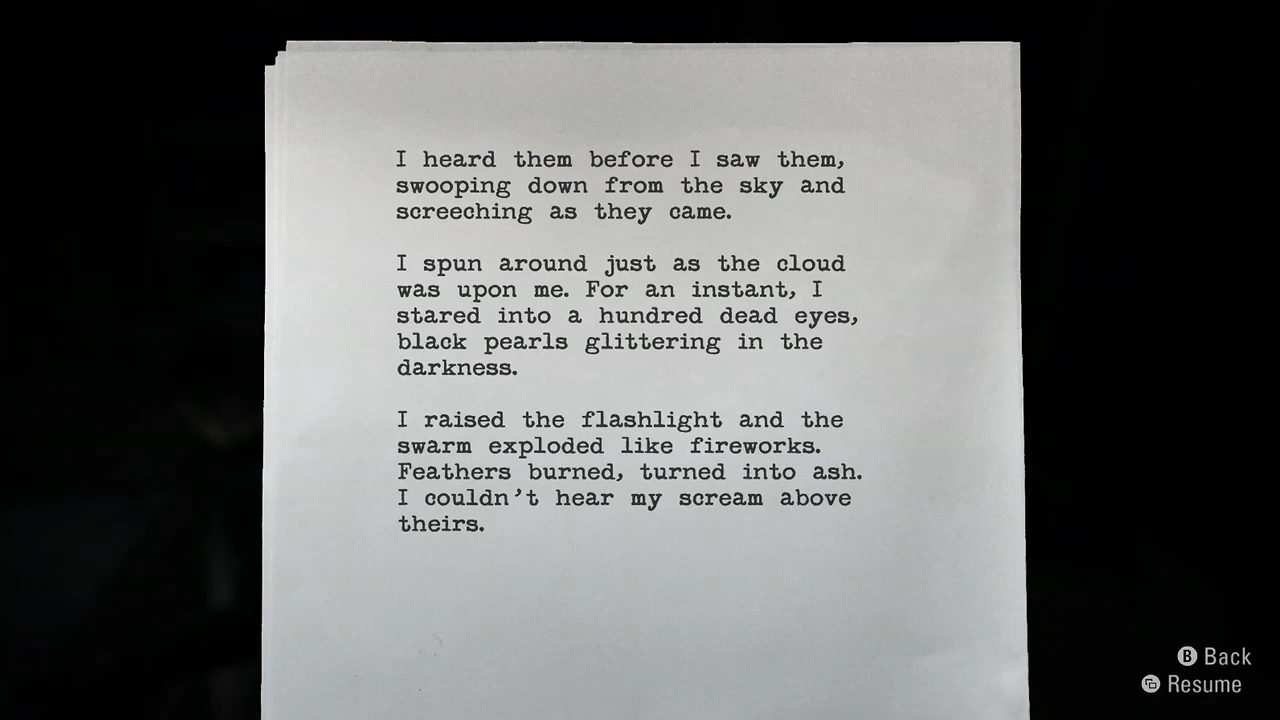 I heard them before I saw them,
swooping down from the sky and
screeching as they came.
I spun around just as the cloud
was upon me. For an instant, I
stared into a hundred dead eyes,
black pearls glittering in the
darkness.
I raised the flashlight and the
swarm exploded like fireworks.
Feathers burned, turned into ash.
I couldn't hear my scream above
theirs.
B Back
Resume